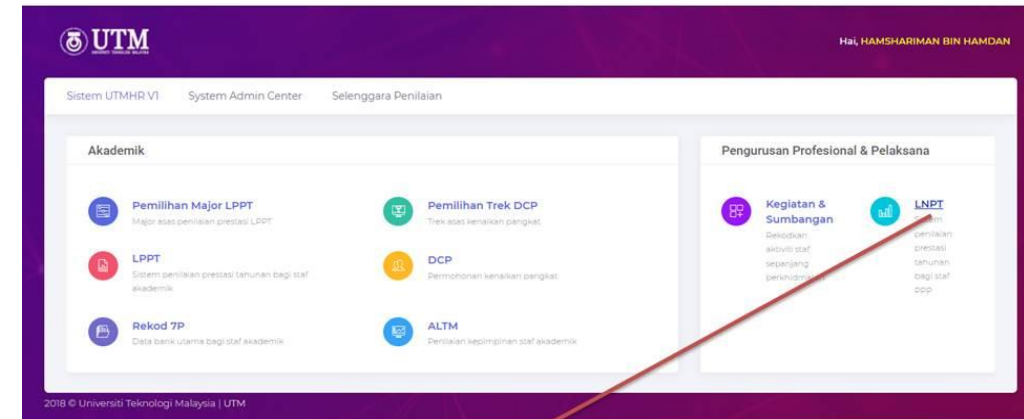 UTM
UNIVERSITI TEKNOLOGI MALAYSIA
Hai, HAMSHARIMAN BIN HAMDAN
Sistem UTMHR V1 System Admin Center Selenggara Penilaian
Akademik
Pemilihan Major LPPT
Major asas penilaian prestasi LPPT
Pemilihan Trek DCP
Trek asas kenaikan pangkat
LPPT
Sistem penilaian prestasi tahunan bagi staf
akademik
DCP
Permohonan kenaikan pangkat
Rekod 7P
Data bank utama bagi staf akademik
ALTM
Penilaian kepimpinan staf akademik
Pengurusan Profesional & Pelaksana
Kegiatan &
Sumbangan
Rekodkan
aktiviti staf
sepanjang
LNPT
penilaian
prestasi
tahunan
bagi staf
PPP
2018 © Universiti Teknologi Malaysia | UTM